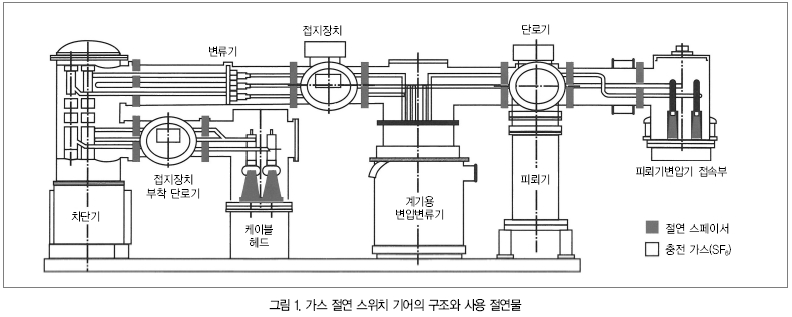 접지장치
단로기
변류기
접지장치
부착 단로기
차단기
케이블
헤드
계기용
변압변류기
피뢰기
피뢰기변압기 접속부
절연 스페이서
충전 가스(SF₆)
그림 1. 가스 절연 스위치 기어의 구조와 사용 절연물